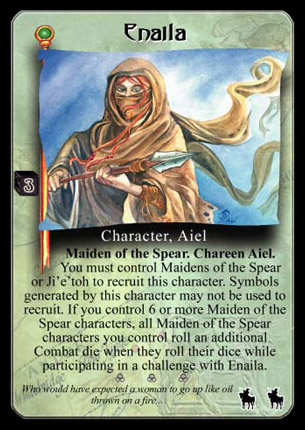 Enaila
3
Character, Aiel
Maiden of the Spear. Chareen Aiel.
You must control Maidens of the Spear
or Ji'e'toh to recruit this character. Symbols
generated by this character may not be used to
recruit. If you control 6 or more Maiden of the
Spear characters, all Maiden of the Spear
characters you control roll an additional
Combat die when they roll their dice while
participating in a challenge with Enaila.
Who would have expected a woman to go up like oil
thrown on a fire...